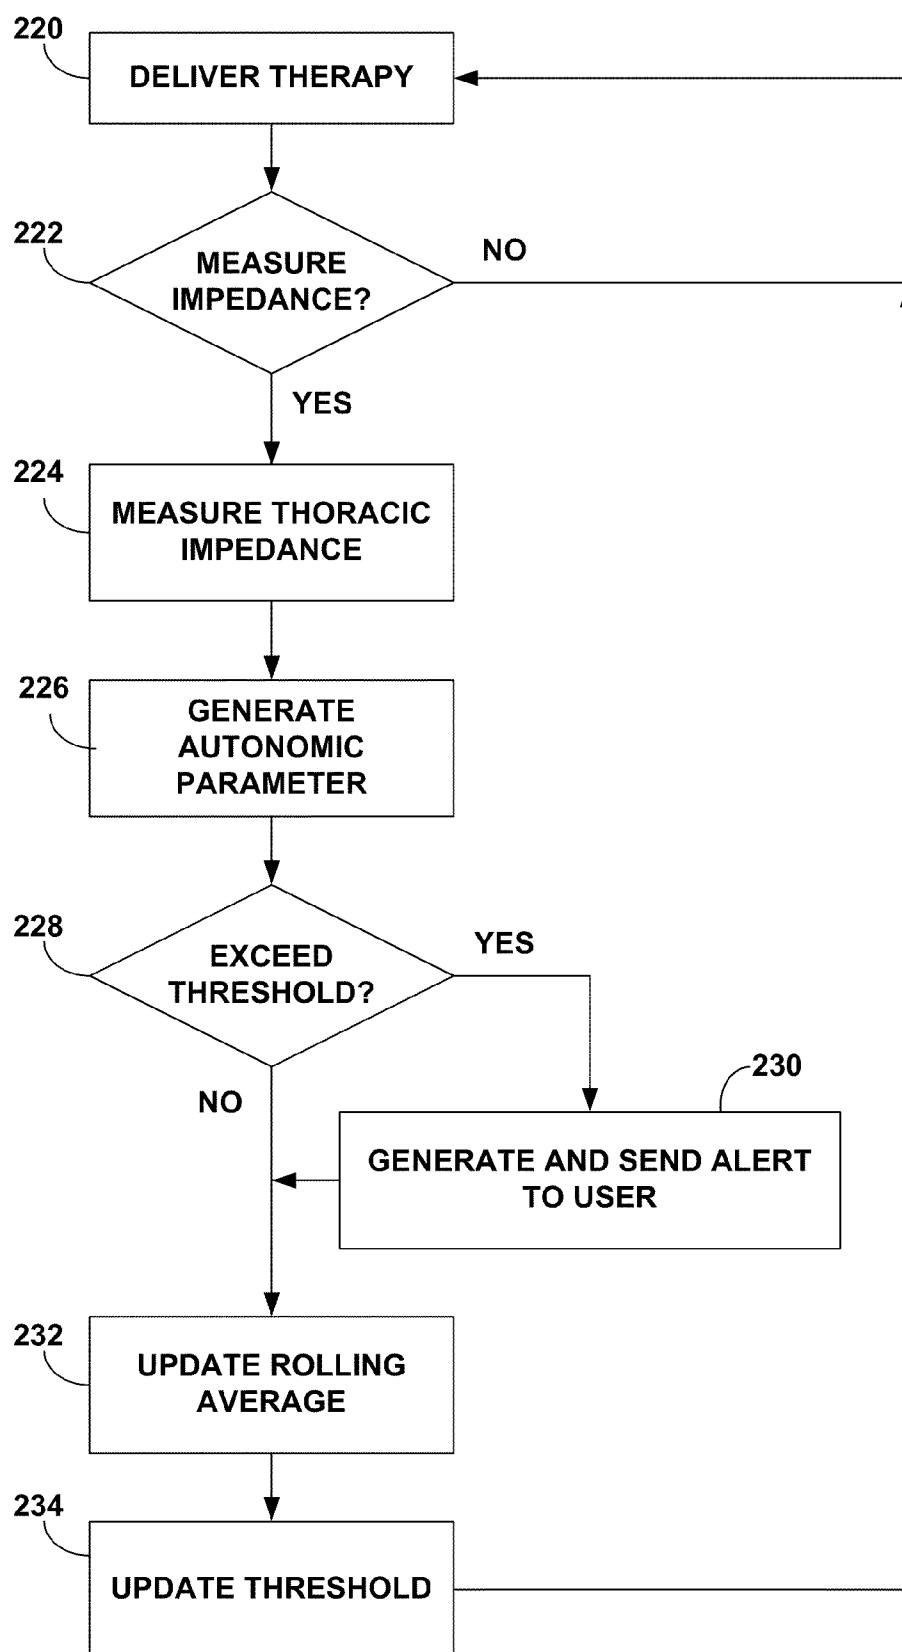 220
DELIVER THERAPY
222
MEASURE
IMPEDANCE?
NO
YES
224
MEASURE THORACIC
IMPEDANCE
226
GENERATE
AUTONOMIC
PARAMETER
228
EXCEED
THRESHOLD?
YES
NO
230
GENERATE AND SEND ALERT
TO USER
232
UPDATE ROLLING
AVERAGE
234
UPDATE THRESHOLD